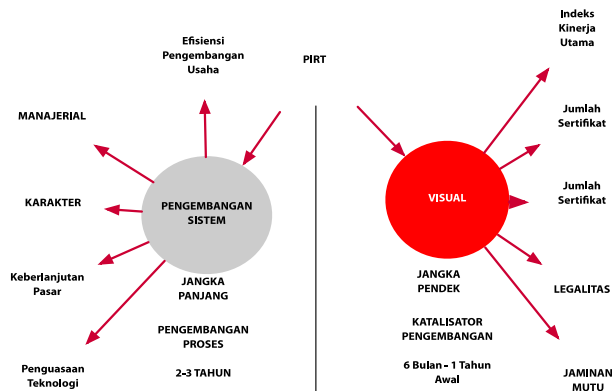 Efisiensi
Pengembangan
Usaha
PIRT
MANAJERIAL
KARAKTER
PENGEMBANGAN
SISTEM
Keberlanjutan
Pasar
Penguasaan
Teknologi
JANGKA
PANJANG
PENGEMBANGAN
PROSES
2-3 TAHUN
Indeks
Kinerja
Utama
Jumlah
Sertifikat
VISUAL
Jumlah
Sertifikat
JANGKA
PENDEK
LEGALITAS
KATALISATOR
PENGEMBANGAN
6 Bulan - 1 Tahun
Awal
JAMINAN
MUTU